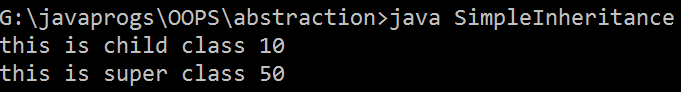 G:\javaprogs\OOPS\abstraction>java SimpleInheritance
this is child class 10
this is super class 50